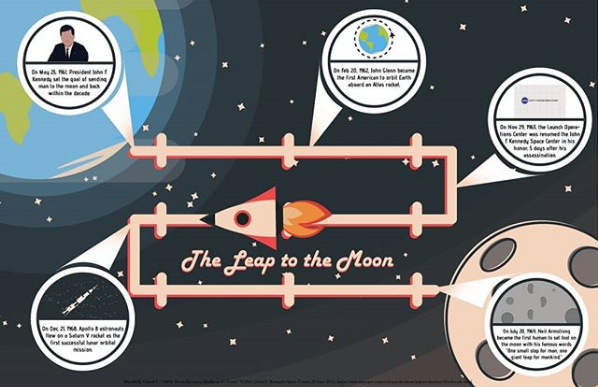 On May 25, 1961, President John F.
Kennedy set the goal of sending
man to the moon and back
within the decade
On Feb 20, 1962, John Glenn became
the first American to orbit Earth
aboard an Atlas rocket
On Nov 29, 1963, the Launch Opera-
tions Center was renamed the John
F Kennedy Space Center in his
honor, 5 days after his
assassination.
The Leap to the Moon
On Dec. 21, 1968, Apollo 8 astronauts
flew on a Saturn V rocket as the
first successful lunar orbital
mission.
On July 20, 1969, Neil Armstrong
became the first human to set foot on
the moon with his famous words
"One small step for man, one
giant leap for mankind."